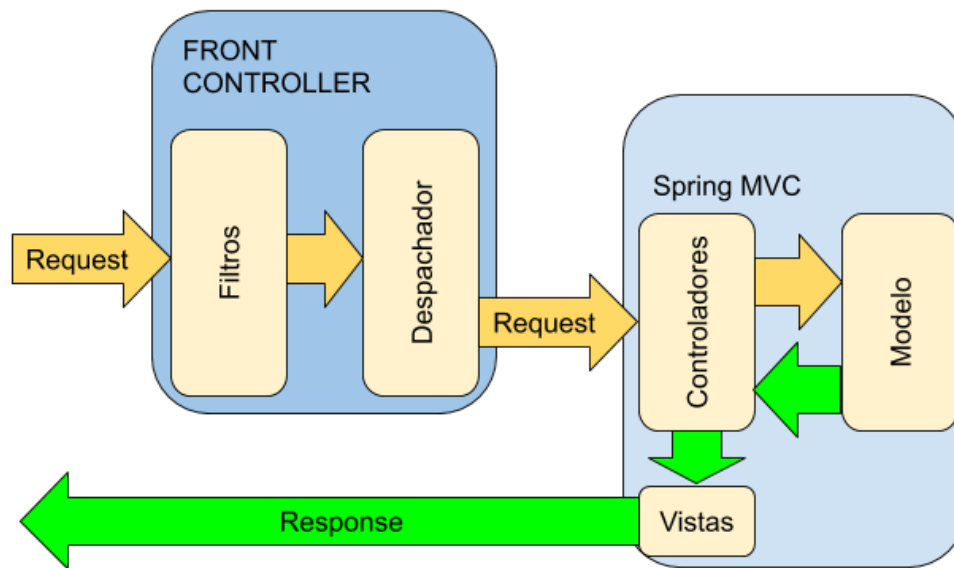 FRONT
CONTROLLER
Request
Filtros
Despachador
Request
Spring MVC
Controladores
Modelo
Vistas
Response